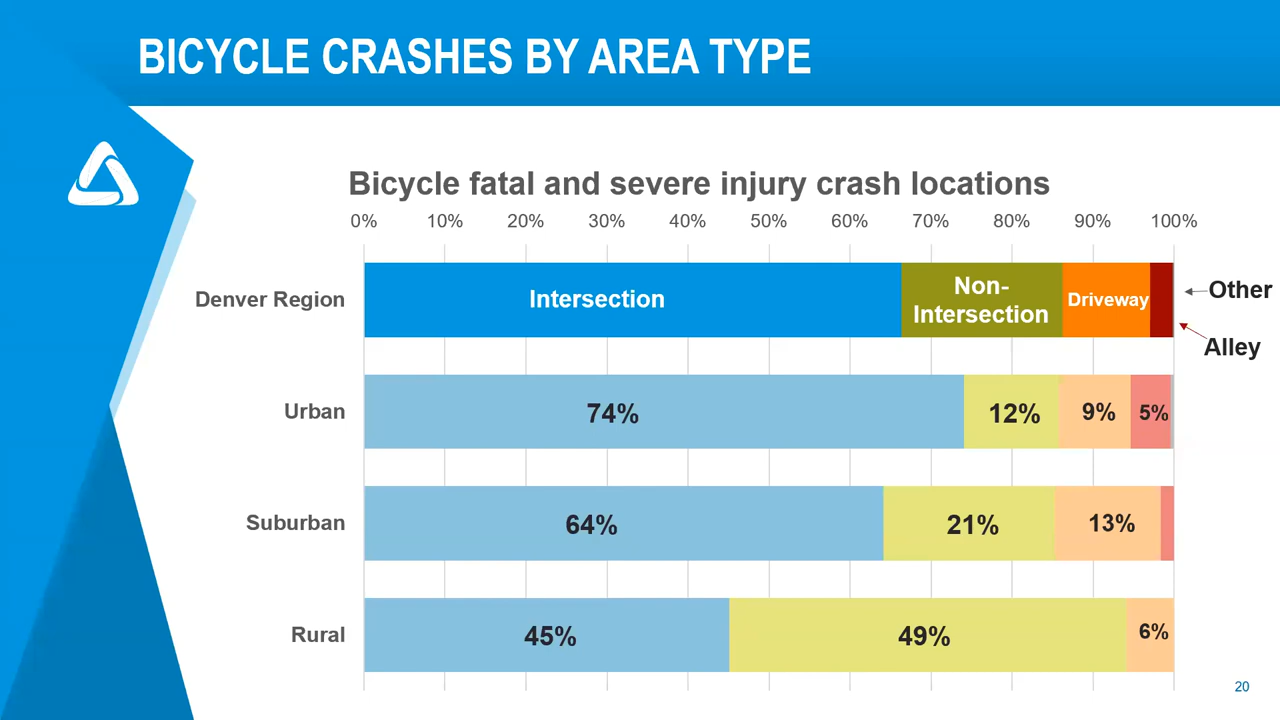 BICYCLE CRASHES BY AREA TYPE
Bicycle fatal and severe injury crash locations
0% 10% 20% 30% 40% 50% 60% 70% 80% 90% 100%
Denver Region
Intersection
Non-
Intersection
Driveway
Other
Alley
Urban
74% 12% 9% 5%
Suburban
64% 21% 13%
Rural
45% 49% 6%
20